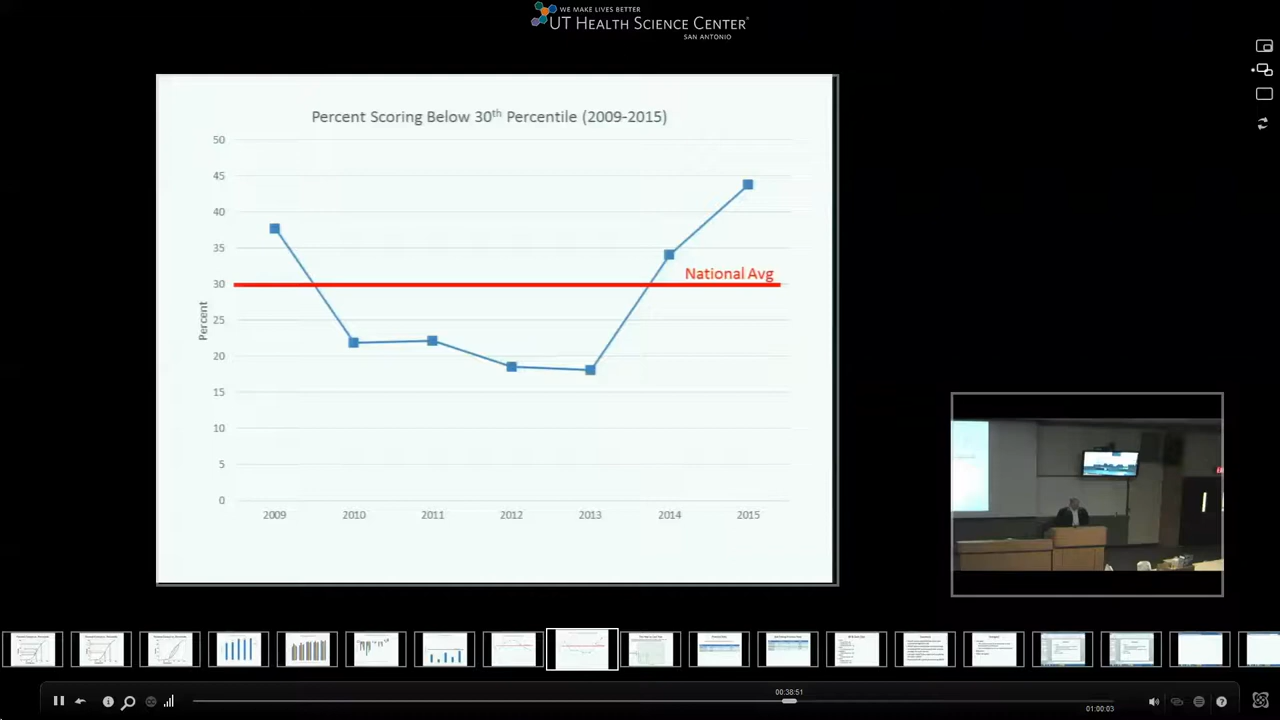 WE MAKE LIVES BETTER
UT HEALTH SCIENCE CENTER®
SAN ANTONIO
Percent Scoring Below 30th Percentile (2009-2015)
50
45
40
35
30
25
20
15
10
5
0
Percent
National Avg
2009 2010 2011 2012 2013 2014 2015
00:38:51
01:00:03